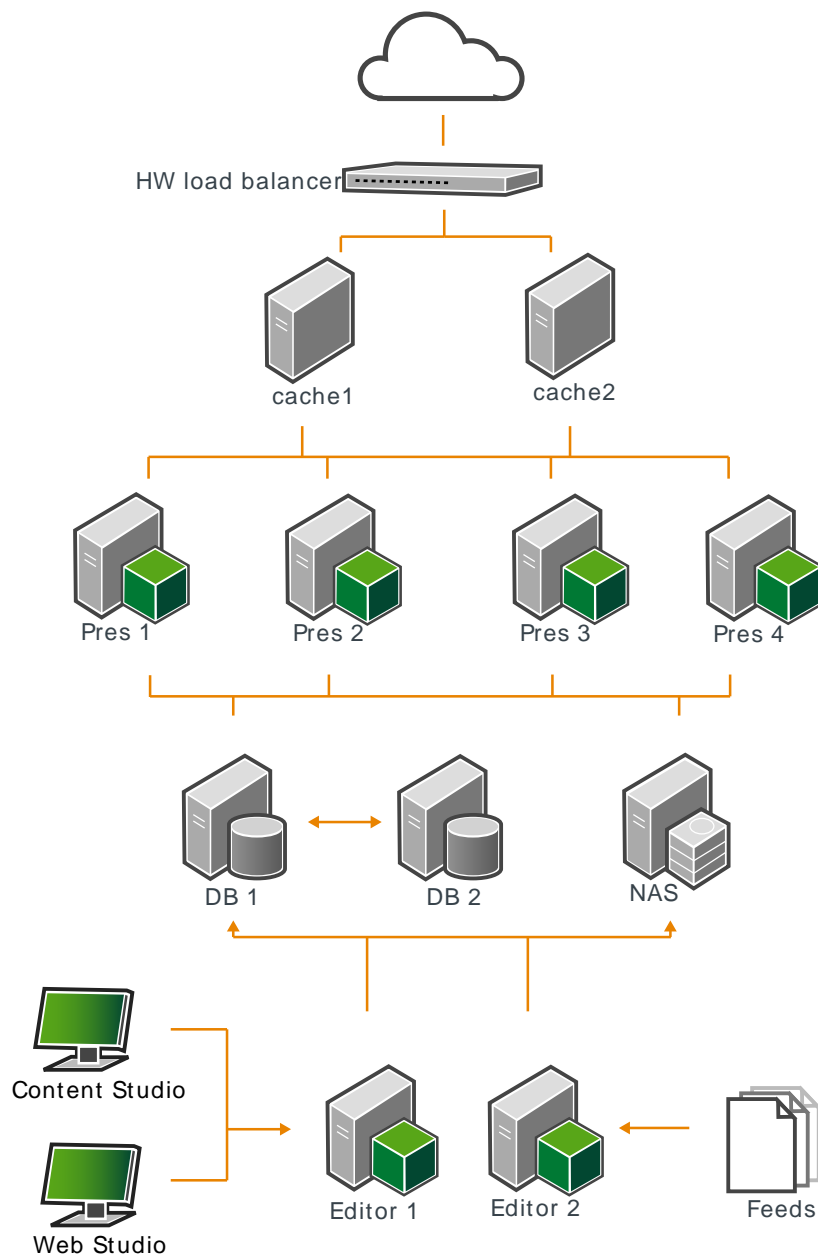 HW load balancer
cache1
cache2
Pres 1
Pres 2
Pres 3
Pres 4
DB 1
DB 2
NAS
Content Studio
Web Studio
Editor 1
Editor 2
Feeds